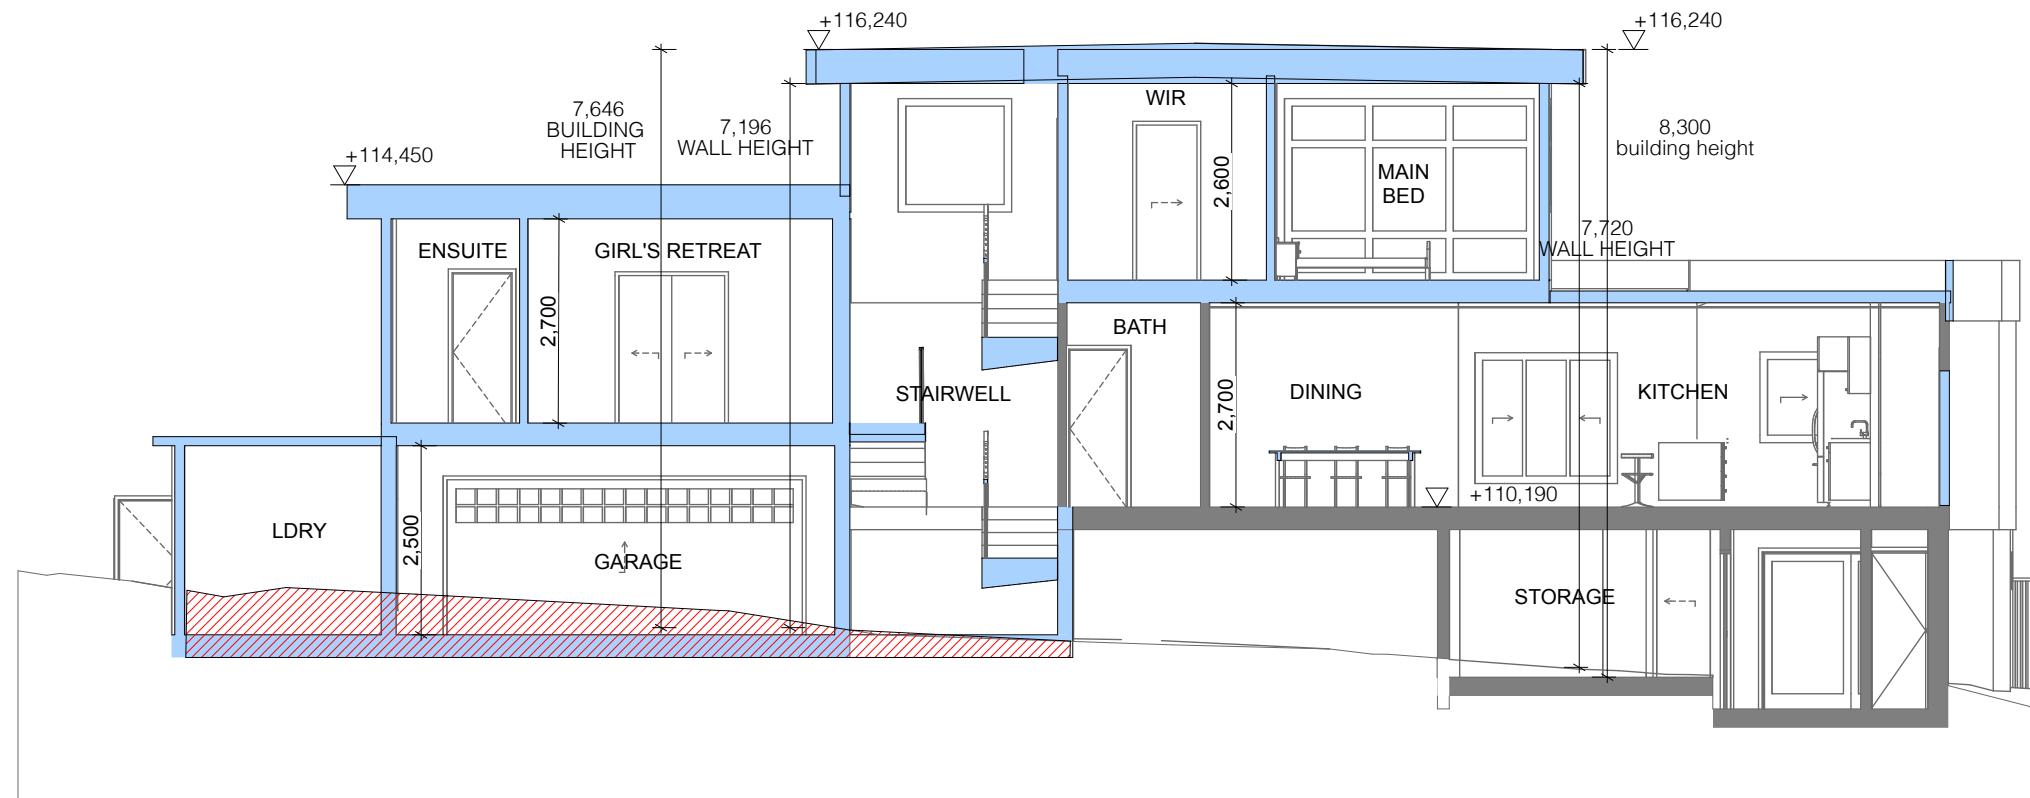 +116,240
+116,240
7,646
BUILDING
HEIGHT
7,196
WALL HEIGHT
WIR
8,300
building height
+114,450
2,600
MAIN
BED
7,720
WALL HEIGHT
ENSUITE
GIRL'S RETREAT
2,700
BATH
STAIRWELL
2,700
DINING
KITCHEN
+110,190
LDRY
2,500
GARAGE
STORAGE